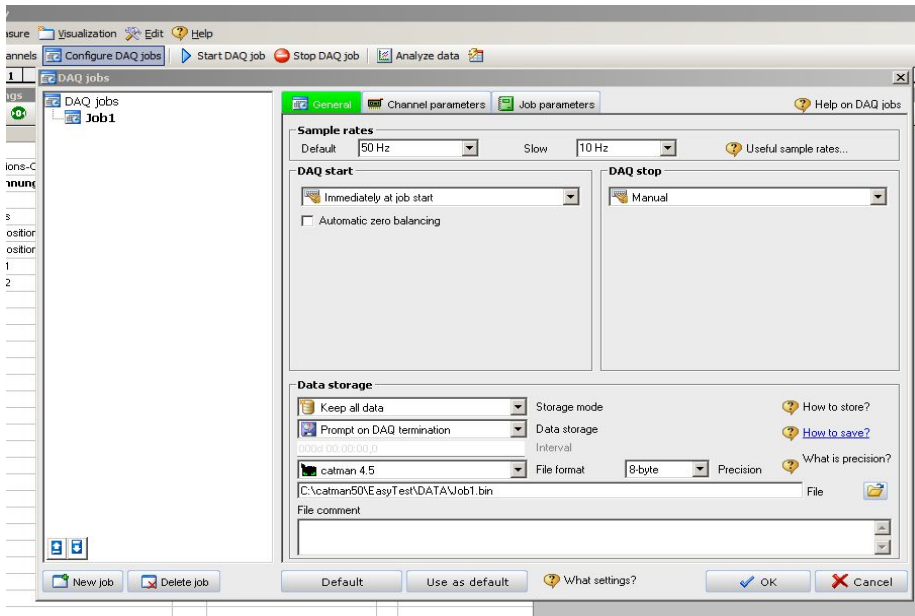 Visualization Edit Help
Configure DAQ jobs Start DAQ job Stop DAQ job Analyze data
1
DAQ jobs
DAQ jobs
Job1
General Channel parameters Job parameters Help on DAQ jobs
Sample rates
Default 50 Hz Slow 10 Hz Useful sample rates...
DAQ start DAQ stop
Immediately at job start Manual
Automatic zero balancing
Data storage
Keep all data Storage mode How to store?
Prompt on DAQ termination Data storage How to save?
000d 00:00:00,0 Interval
catman 4.5 File format 8-byte Precision What is precision?
C:\catman50\EasyTest\DATA\Job1.bin File
File comment
New job Delete job Default Use as default What settings? OK Cancel